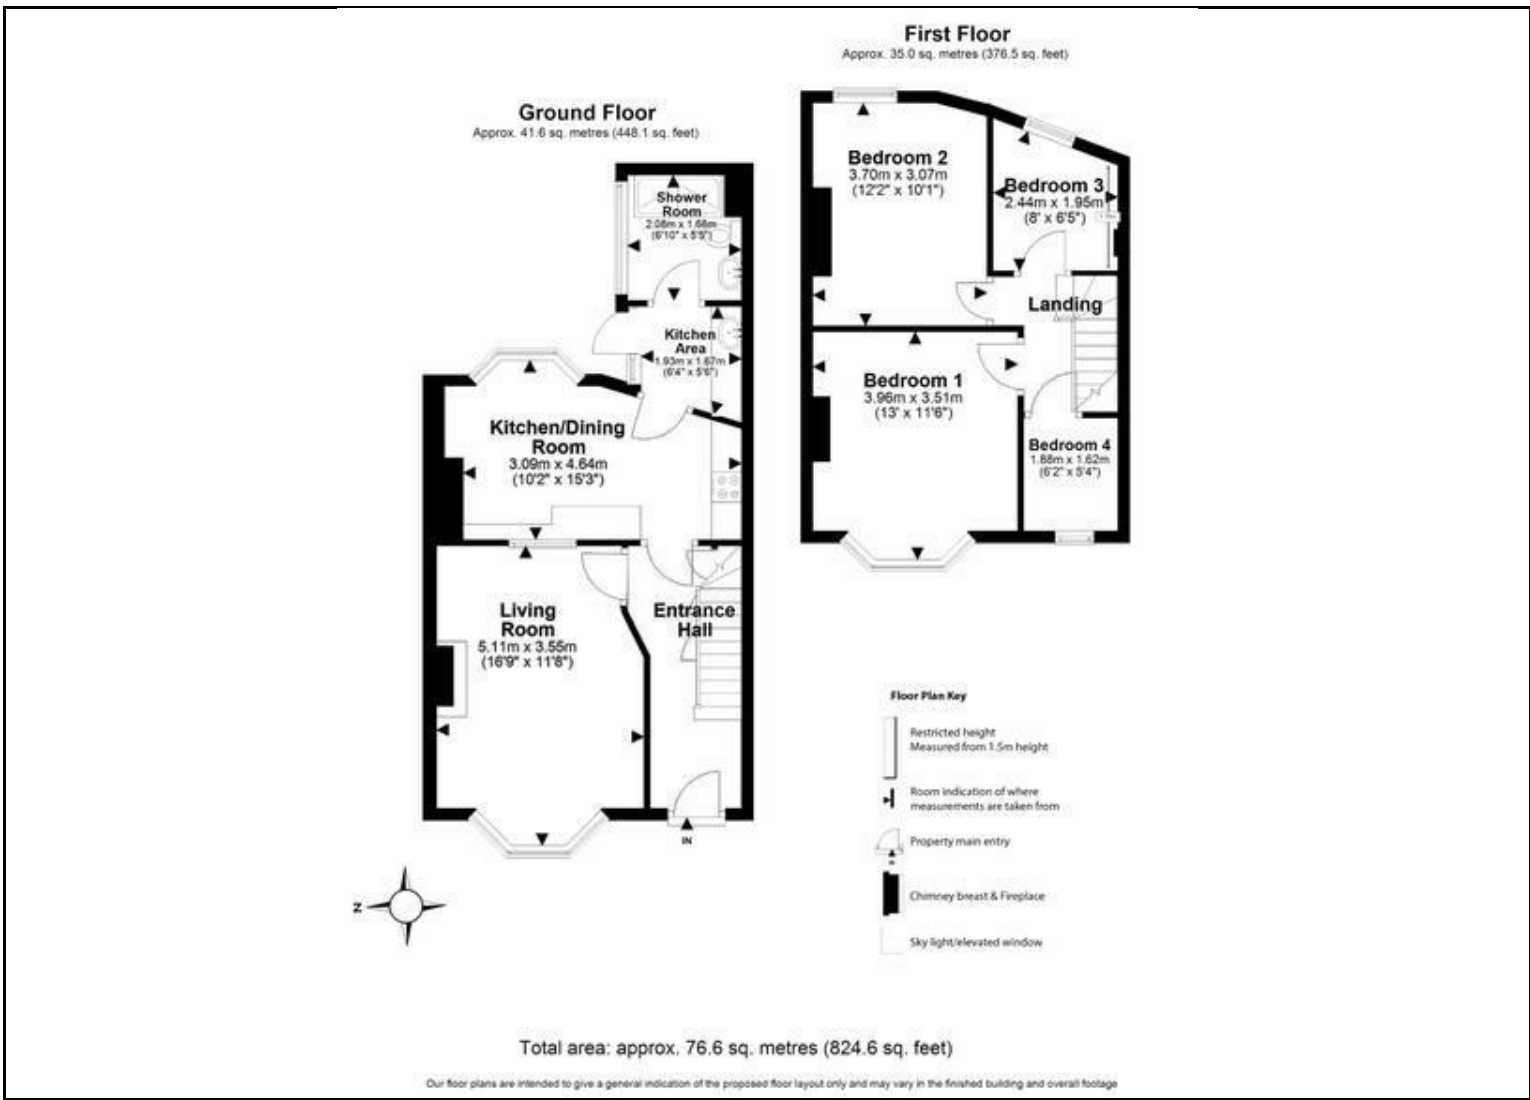 Ground Floor
Approx. 41.6 sq. metres (448.1 sq. feet)
Shower
Room
2.08m x 1.66m
(6'10" x 5'5")
Kitchen
Area
1.93m x 1.67m
(6'4" x 5'6")
Kitchen/Dining
Room
3.09m x 4.64m
(10'2" x 15'3")
Living
Room
5.11m x 3.55m
(16'9" x 11'8")
Entrance
Hall
IN
N
First Floor
Approx. 35.0 sq. metres (376.5 sq. feet)
Bedroom 2
3.70m x 3.07m
(12'2" x 10'1")
Bedroom 3
2.44m x 1.95m
(8' x 6'5")
Landing
Bedroom 1
3.96m x 3.51m
(13' x 11'6")
Bedroom 4
1.88m x 1.62m
(6'2" x 5'4")
Floor Plan Key
Restricted height
Measured from 1.5m height
Room indication of where
measurements are taken from
Property main entry
Chimney breast & Fireplace
Sky light/elevated window
Total area: approx. 76.6 sq. metres (824.6 sq. feet)
Our floor plans are intended to give a general indication of the proposed floor layout only and may vary in the finished building and overall footage